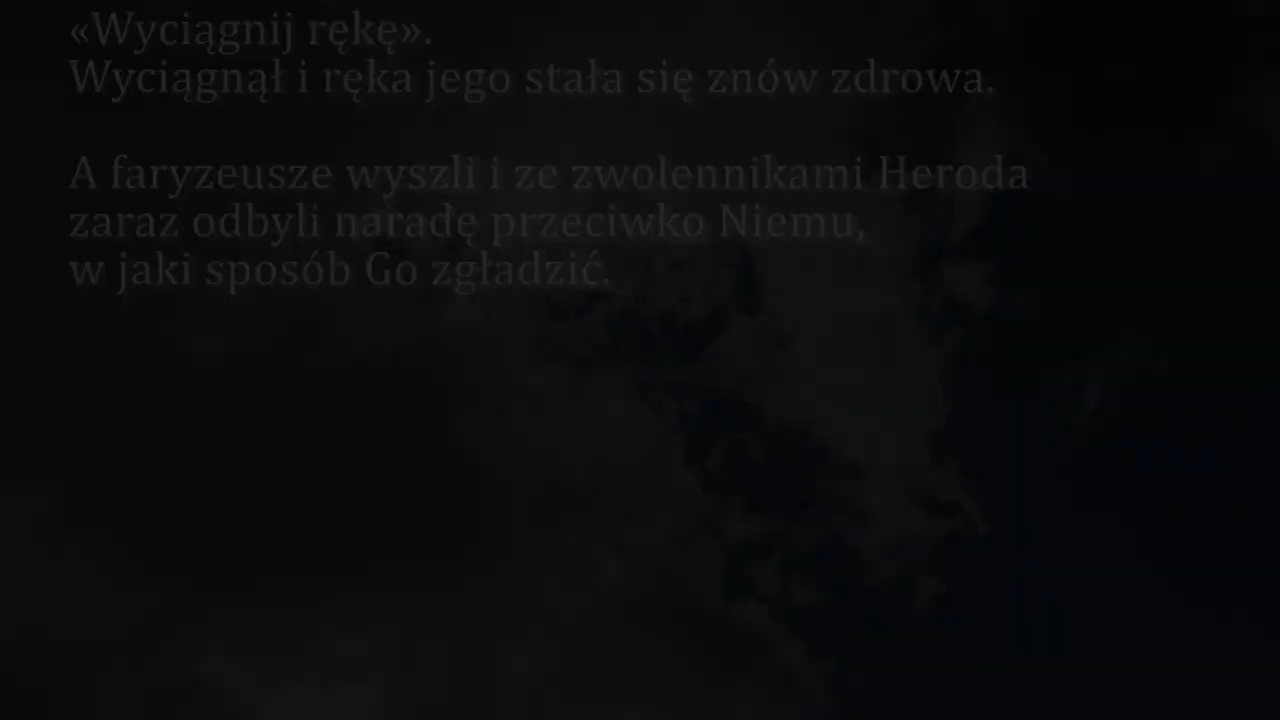 «Wyciągnij rękę».
Wyciągnął i ręka jego stała się znów zdrowa.
A faryzeusze wyszli i ze zwolennikami Heroda
zaraz odbyli naradę przeciwko Niemu,
w jaki sposób Go zgładzić.